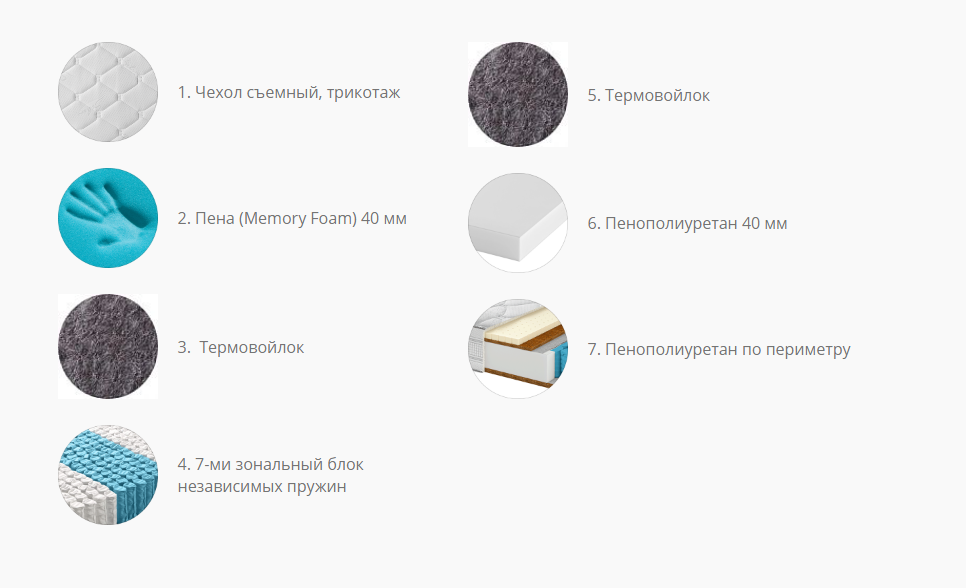 1. Чехол съемный, трикотаж
2. Пена (Memory Foam) 40 мм
3. Термовойлок
4. 7-ми зональный блок
независимых пружин
5. Термовойлок
6. Пенополиуретан 40 мм
7. Пенополиуретан по периметру